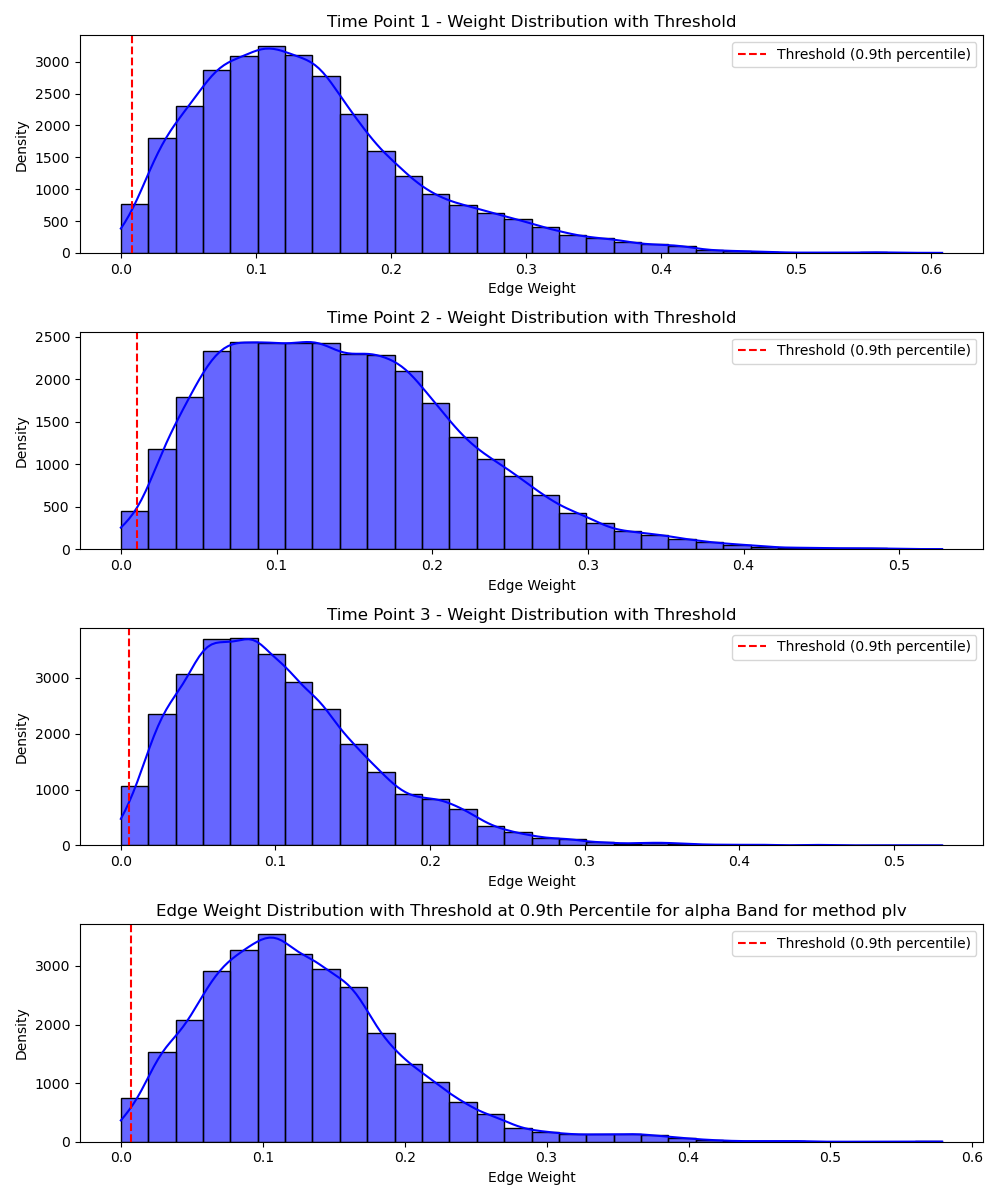 Time Point 1 - Weight Distribution with Threshold
Threshold (0.9th percentile)
Density
3000
2500
2000
1500
1000
500
0
0.0 0.1 0.2 0.3 0.4 0.5 0.6
Edge Weight
Time Point 2 - Weight Distribution with Threshold
Threshold (0.9th percentile)
Density
2500
2000
1500
1000
500
0
0.0 0.1 0.2 0.3 0.4 0.5
Edge Weight
Time Point 3 - Weight Distribution with Threshold
Threshold (0.9th percentile)
Density
3000
2000
1000
0
0.0 0.1 0.2 0.3 0.4 0.5
Edge Weight
Edge Weight Distribution with Threshold at 0.9th Percentile for alpha Band for method plv
Threshold (0.9th percentile)
Density
3000
2000
1000
0
0.0 0.1 0.2 0.3 0.4 0.5 0.6
Edge Weight